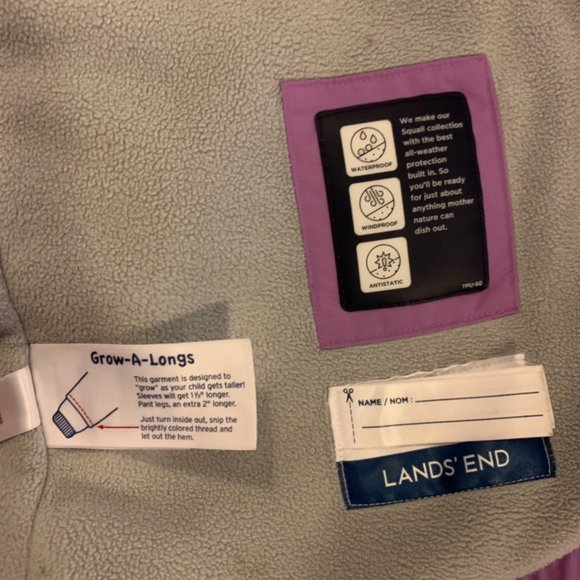 We make our
Squall collection
with the best
all-weather
protection
built in. So
you'll be ready
for just about
anything mother
nature can
dish out.
WATERPROOF
WINDPROOF
ANTISTATIC
TPU-SQ
Grow-A-Longs
This garment is designed to
"grow" as your child gets taller!
Sleeves will get 1½" longer.
Pant legs, an extra 2" longer.
Just turn inside out, snip the
brightly colored thread and
let out the hem.
NAME / NOM :
LANDS' END